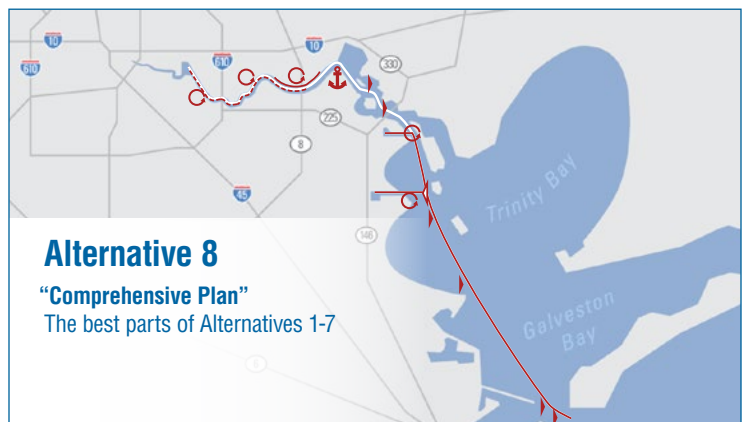 10
10
610
610
330
225
8
45
Trinity Bay
146
Alternative 8
“Comprehensive Plan”
The best parts of Alternatives 1-7
Galveston
Bay